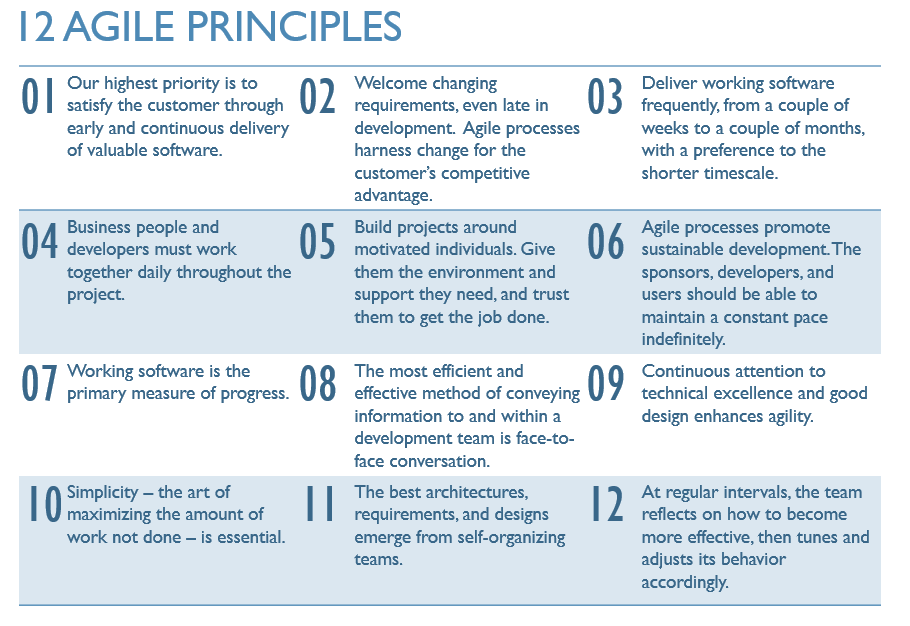 12 AGILE PRINCIPLES
01
Our highest priority is to
satisfy the customer through
early and continuous delivery
of valuable software.
02
Welcome changing
requirements, even late in
development. Agile processes
harness change for the
customer's competitive
advantage.
03
Deliver working software
frequently, from a couple of
weeks to a couple of months,
with a preference to the
shorter timescale.
04
Business people and
developers must work
together daily throughout the
project.
05
Build projects around
motivated individuals. Give
them the environment and
support they need, and trust
them to get the job done.
06
Agile processes promote
sustainable development. The
sponsors, developers, and
users should be able to
maintain a constant pace
indefinitely.
07
Working software is the
primary measure of progress.
08
The most efficient and
effective method of conveying
information to and within a
development team is face-to-
face conversation.
09
Continuous attention to
technical excellence and good
design enhances agility.
10
Simplicity – the art of
maximizing the amount of
work not done – is essential.
11
The best architectures,
requirements, and designs
emerge from self-organizing
teams.
12
At regular intervals, the team
reflects on how to become
more effective, then tunes and
adjusts its behavior
accordingly.